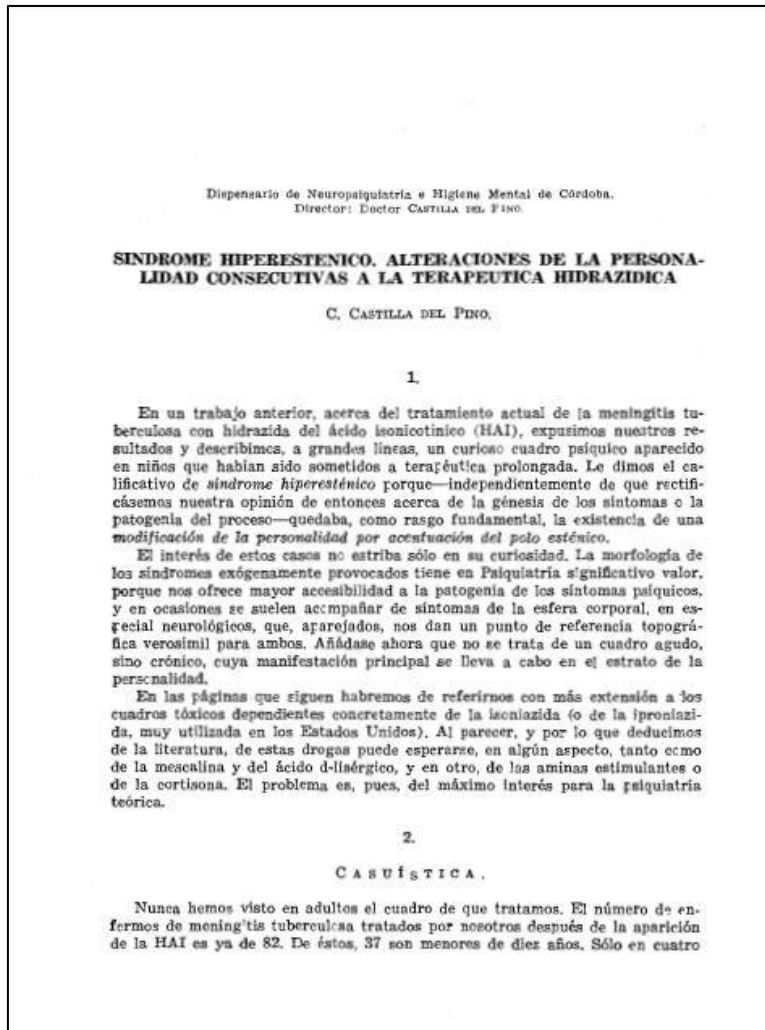 Dispensario de Neuropsiquiatría e Higiene Mental de Córdoba.
Director: Doctor CASTILLA DEL PINO.
SINDROME HIPERESTENICO. ALTERACIONES DE LA PERSONA-
LIDAD CONSECUTIVAS A LA TERAPEUTICA HIDRAZIDICA
C. CASTILLA DEL PINO.
1.
En un trabajo anterior, acerca del tratamiento actual de la meningitis tu-
berculosa con hidrazida del ácido isonicotínico (HAI), expusimos nuestros re-
sultados y describimos, a grandes líneas, un curioso cuadro psíquico aparecido
en niños que habían sido sometidos a terapéutica prolongada. Le dimos el ca-
lificativo de síndrome hiperesténico porque—independientemente de que rectifi-
cásemos nuestra opinión de entonces acerca de la génesis de los síntomas o la
patogenia del proceso—quedaba, como rasgo fundamental, la existencia de una
modificación de la personalidad por acentuación del polo esténico.
El interés de estos casos no estriba sólo en su curiosidad. La morfología de
los síndromes exógenamente provocados tiene en Psiquiatría significativo valor,
porque nos ofrece mayor accesibilidad a la patogenia de los síntomas psíquicos,
y en ocasiones se suelen acompañar de síntomas de la esfera corporal, en es-
pecial neurológicos, que, aparejados, nos dan un punto de referencia topográ-
fica verosímil para ambos. Añádase ahora que no se trata de un cuadro agudo,
sino crónico, cuya manifestación principal se lleva a cabo en el estrato de la
personalidad.
En las páginas que siguen habremos de referirnos con más extensión a los
cuadros tóxicos dependientes concretamente de la isoniazida (o de la iproniazi-
da, muy utilizada en los Estados Unidos). Al parecer, y por lo que deducimos
de la literatura, de estas drogas puede esperarse, en algún aspecto, tanto como
de la mescalina y del ácido d-lisérgico, y en otro, de las aminas estimulantes o
de la cortisona. El problema es, pues, del máximo interés para la psiquiatría
teórica.
2.
CASUÍSTICA.
Nunca hemos visto en adultos el cuadro de que tratamos. El número de en-
fermos de meningitis tuberculosa tratados por nosotros después de la aparición
de la HAI es ya de 82. De éstos, 37 son menores de diez años. Sólo en cuatro